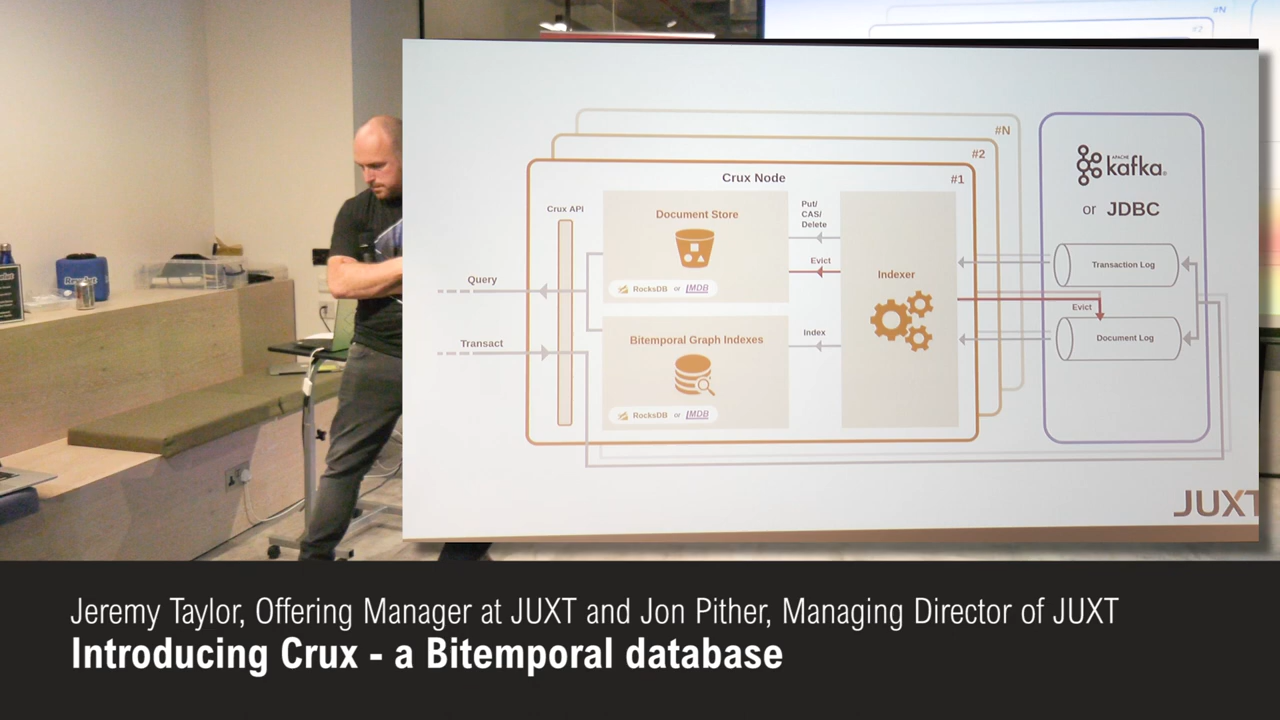 #N
#2
#N
#2
#1
Crux Node
Crux API
Document Store
RocksDB or LMDB
Bitemporal Graph Indexes
RocksDB or LMDB
Put/
CAS/
Delete
Evict
Index
Indexer
Query
Transact
APACHE
kafka®
or JDBC
Transaction Log
Evict
Document Log
JUXT
Jeremy Taylor, Offering Manager at JUXT and Jon Pither, Managing Director of JUXT
Introducing Crux - a Bitemporal database